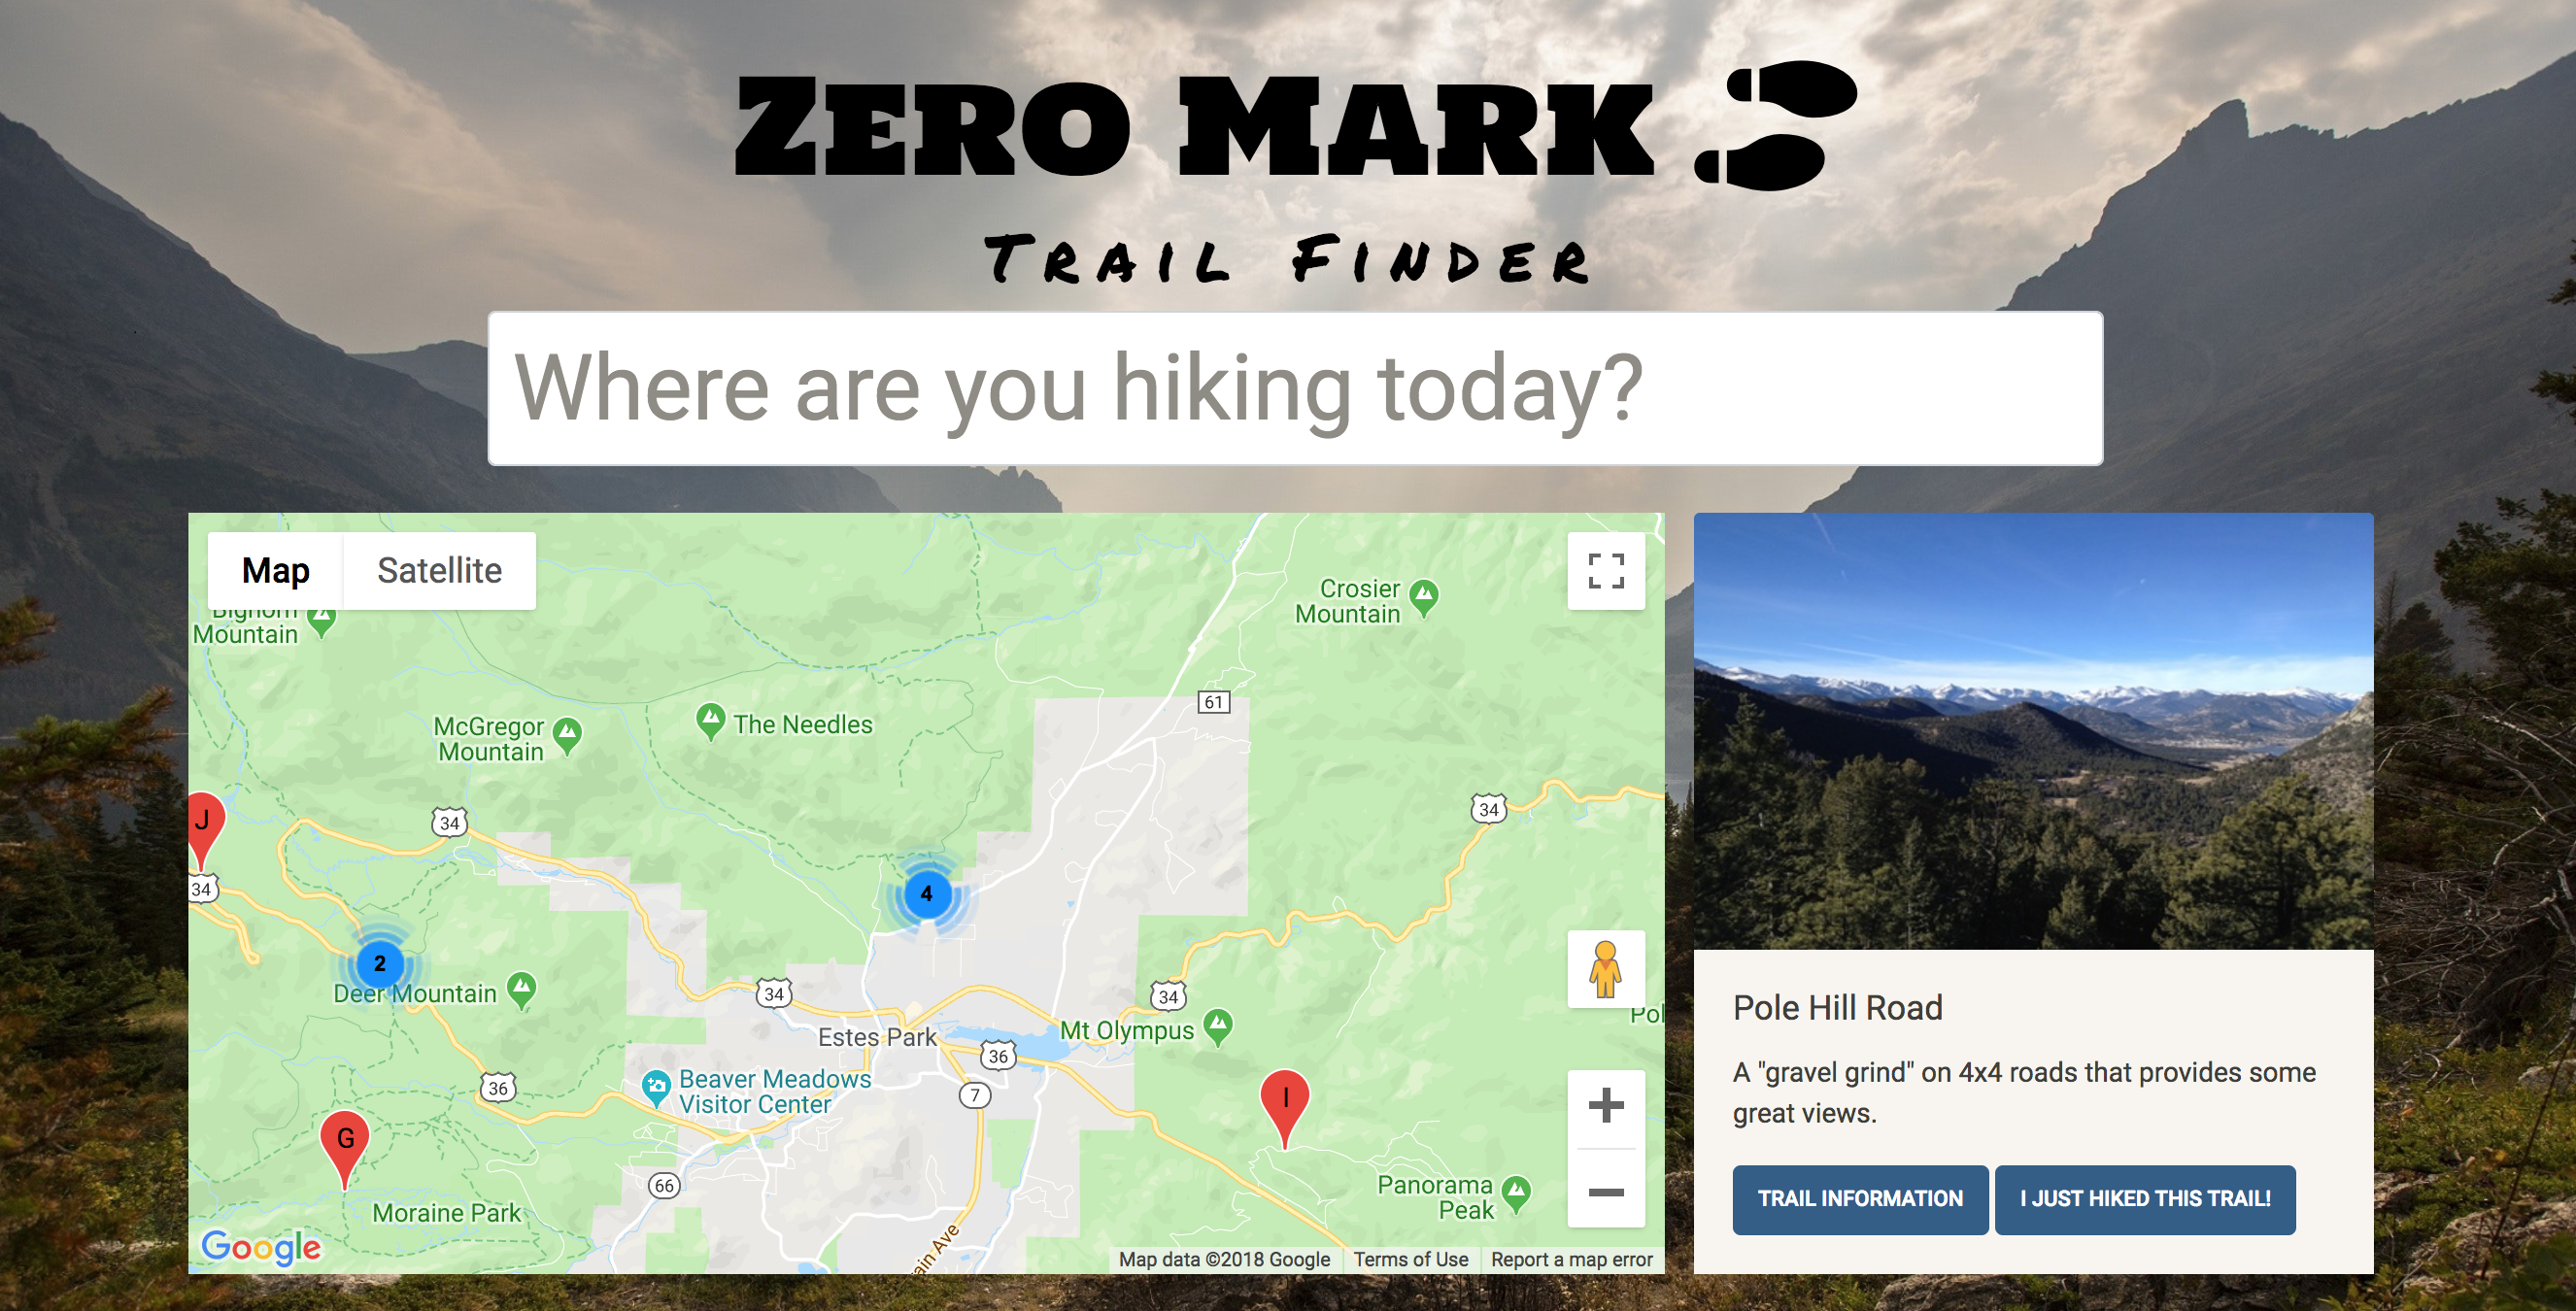 ZERO MARK
TRAIL FINDER
Where are you hiking today?
Map
Satellite
Bighorn
Mountain
Crosier
Mountain
61
McGregor
Mountain
The Needles
34
34
J
34
4
2
Deer Mountain
34
34
Estes Park
Mt Olympus
36
Beaver Meadows
Visitor Center
7
36
I
G
66
Panorama
Peak
Moraine Park
Google
Map data ©2018 Google
Terms of Use
Report a map error
Pole Hill Road
A "gravel grind" on 4x4 roads that provides some
great views.
TRAIL INFORMATION
I JUST HIKED THIS TRAIL!